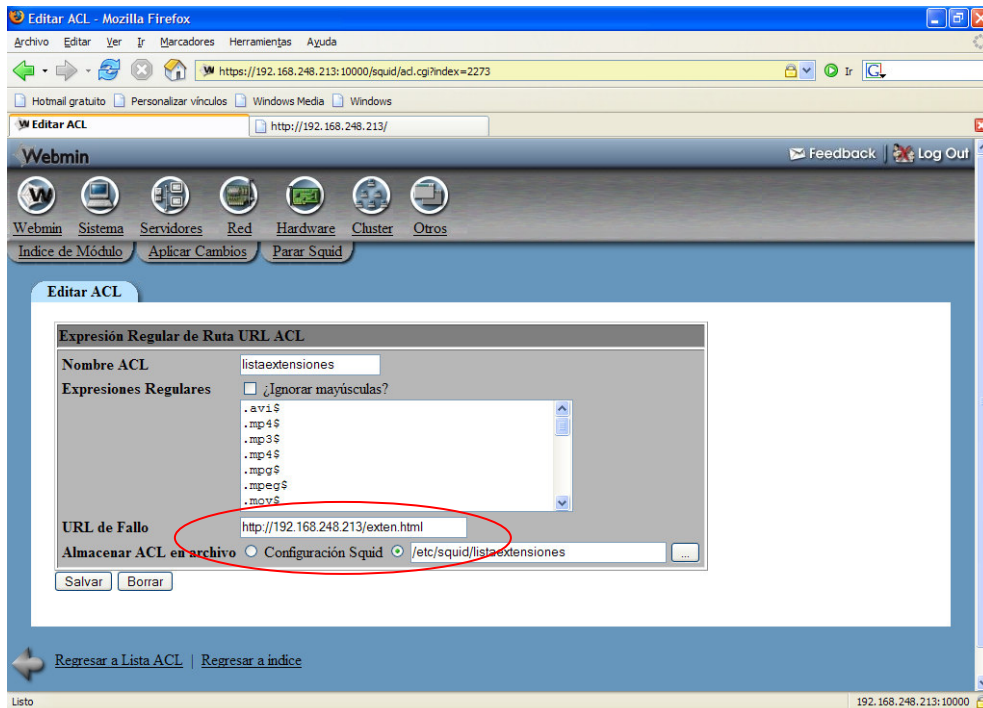 Editar ACL - Mozilla Firefox
Archivo Editar Ver Ir Marcadores Herramientas Ayuda
https://192.168.248.213:10000/squid/acl.cgi?index=2273 Ir G
Hotmail gratuito Personalizar vínculos Windows Media Windows
W Editar ACL http://192.168.248.213/
Webmin Feedback | Log Out
Webmin Sistema Servidores Red Hardware Cluster Otros
Indice de Módulo Aplicar Cambios Parar Squid
Editar ACL
Expresión Regular de Ruta URL ACL
Nombre ACL listaextensiones
Expresiones Regulares ¿Ignorar mayúsculas?
.avi$
.mp4$
.mp3$
.mp4$
.mpg$
.mpeg$
.mov$
URL de Fallo http://192.168.248.213/exten.html
Almacenar ACL en archivo Configuración Squid /etc/squid/listaextensiones ...
Salvar Borrar
Regresar a Lista ACL | Regresar a indice
Listo 192.168.248.213:10000